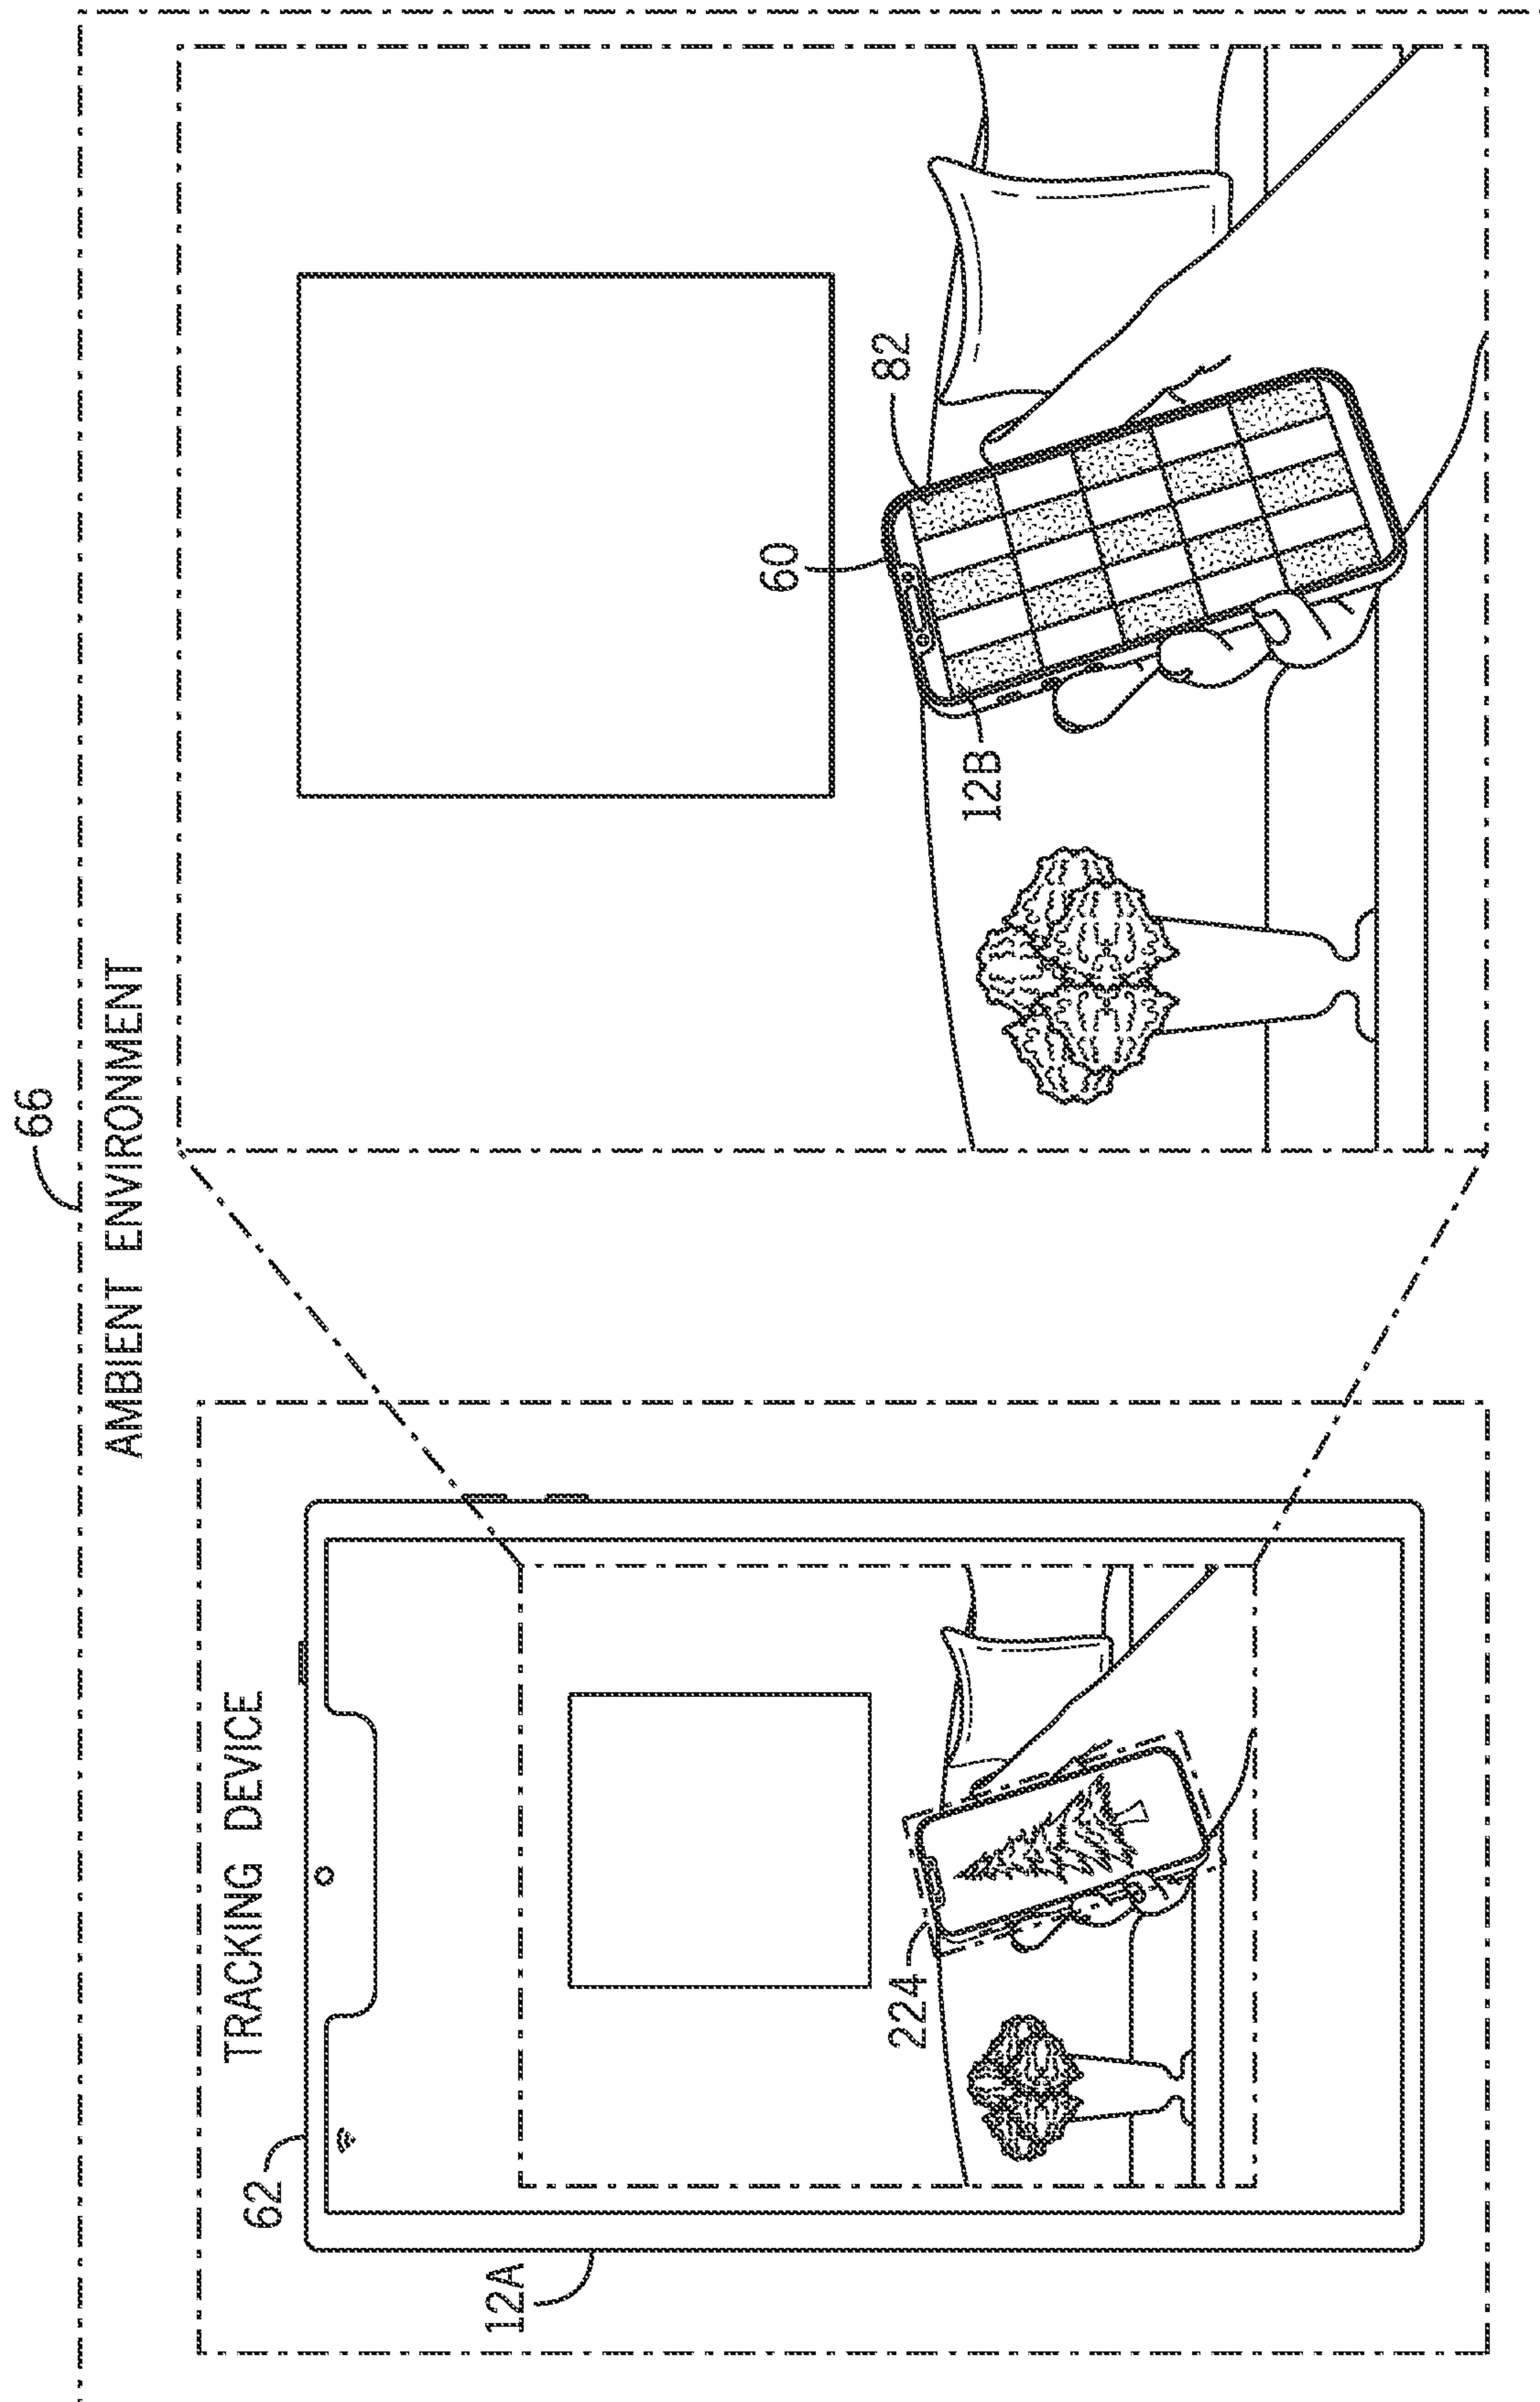 66
AMBIENT ENVIRONMENT
TRACKING DEVICE
62
12A
224
60
82
12B